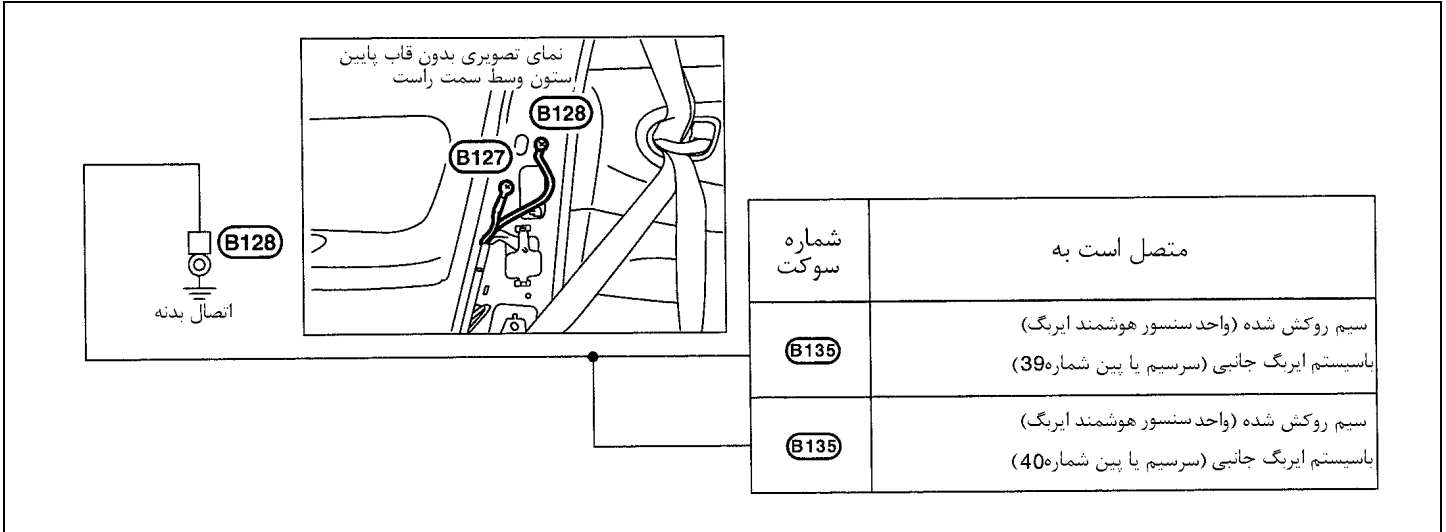 نمای تصویری بدون قاب پایین
ستون وسط سمت راست
B128
B127
B128
اتصال بدنه
شماره سوکت
متصل است به
B135
سیم روکش شده (واحد سنسور هوشمند ایربگ)
باسیستم ایربگ جانبی (سرسیم یا پین شماره39)
B135
سیم روکش شده (واحد سنسور هوشمند ایربگ)
باسیستم ایربگ جانبی (سرسیم یا پین شماره40)